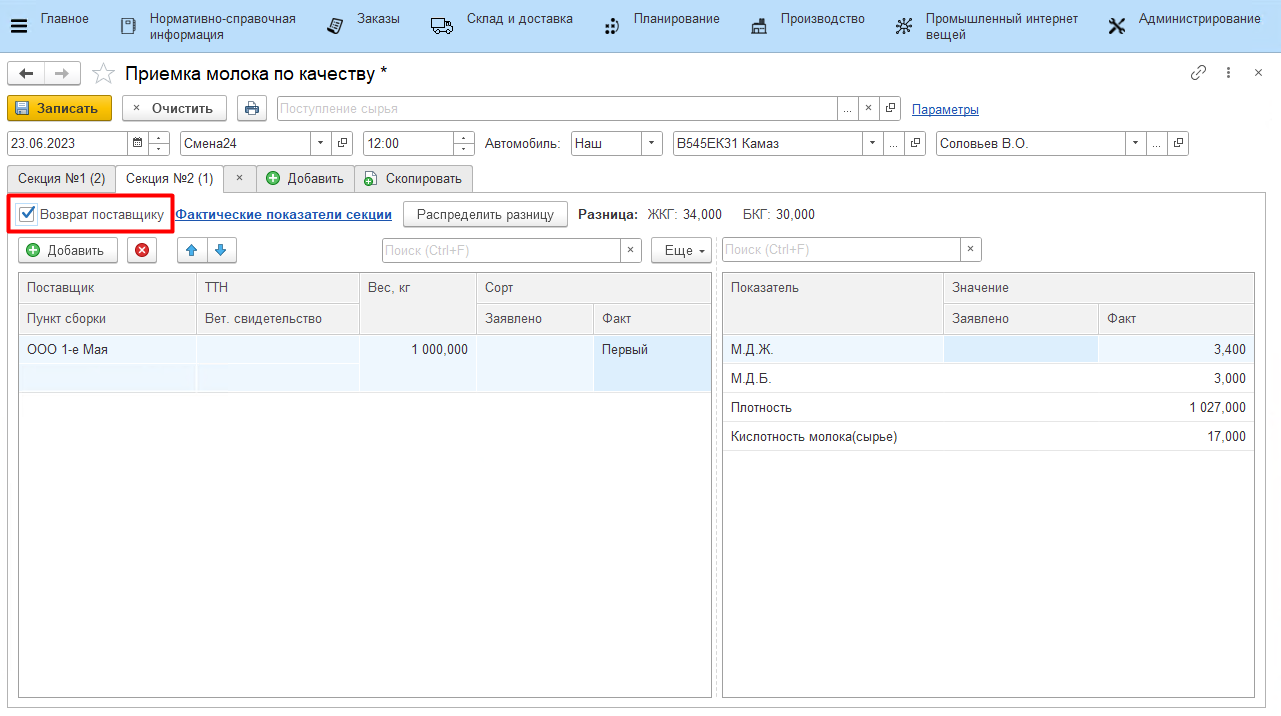 Главное
Нормативно-справочная
информация
Заказы
Склад и доставка
Планирование
Производство
Промышленный интернет
вещей
Администрирование
Приемка молока по качеству *
Записать
× Очистить
Поступление сырья
... ×
Параметры
23.06.2023
Смена24
12:00
Автомобиль:
Наш
В545ЕК31 Камаз
...
Соловьев В.О.
...
Секция №1 (2)
Секция №2 (1)
×
Добавить
Скопировать
Возврат поставщику
Фактические показатели секции
Распределить разницу
Разница: ЖКГ: 34,000 БКГ: 30,000
Добавить
Поиск (Ctrl+F) ×
Еще
Поиск (Ctrl+F) ×
Поставщик ТТН Вес, кг Сорт
Пункт сборки Вет. свидетельство Заявлено Факт
ООО 1-е Мая 1 000,000 Первый
Показатель Значение
Заявлено Факт
М.Д.Ж. 3,400
М.Д.Б. 3,000
Плотность 1 027,000
Кислотность молока(сырье) 17,000